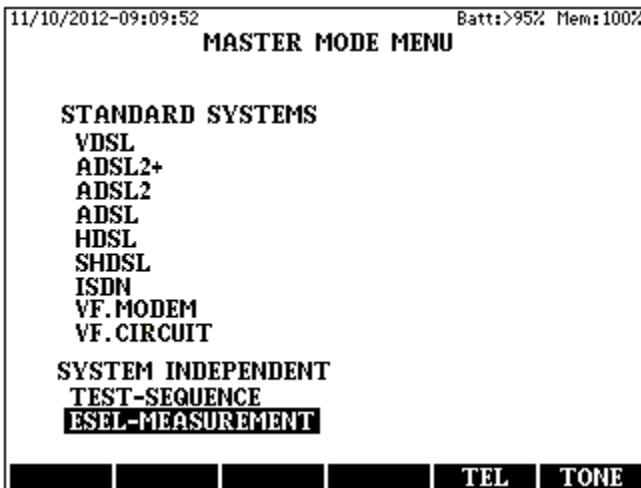 11/10/2012-09:09:52 Batt:>95% Mem:100%
MASTER MODE MENU
STANDARD SYSTEMS
VDSL
ADSL2+
ADSL2
ADSL
HDSL
SHDSL
ISDN
VF.MODEM
VF.CIRCUIT
SYSTEM INDEPENDENT
TEST-SEQUENCE
ESEL-MEASUREMENT
TEL TONE